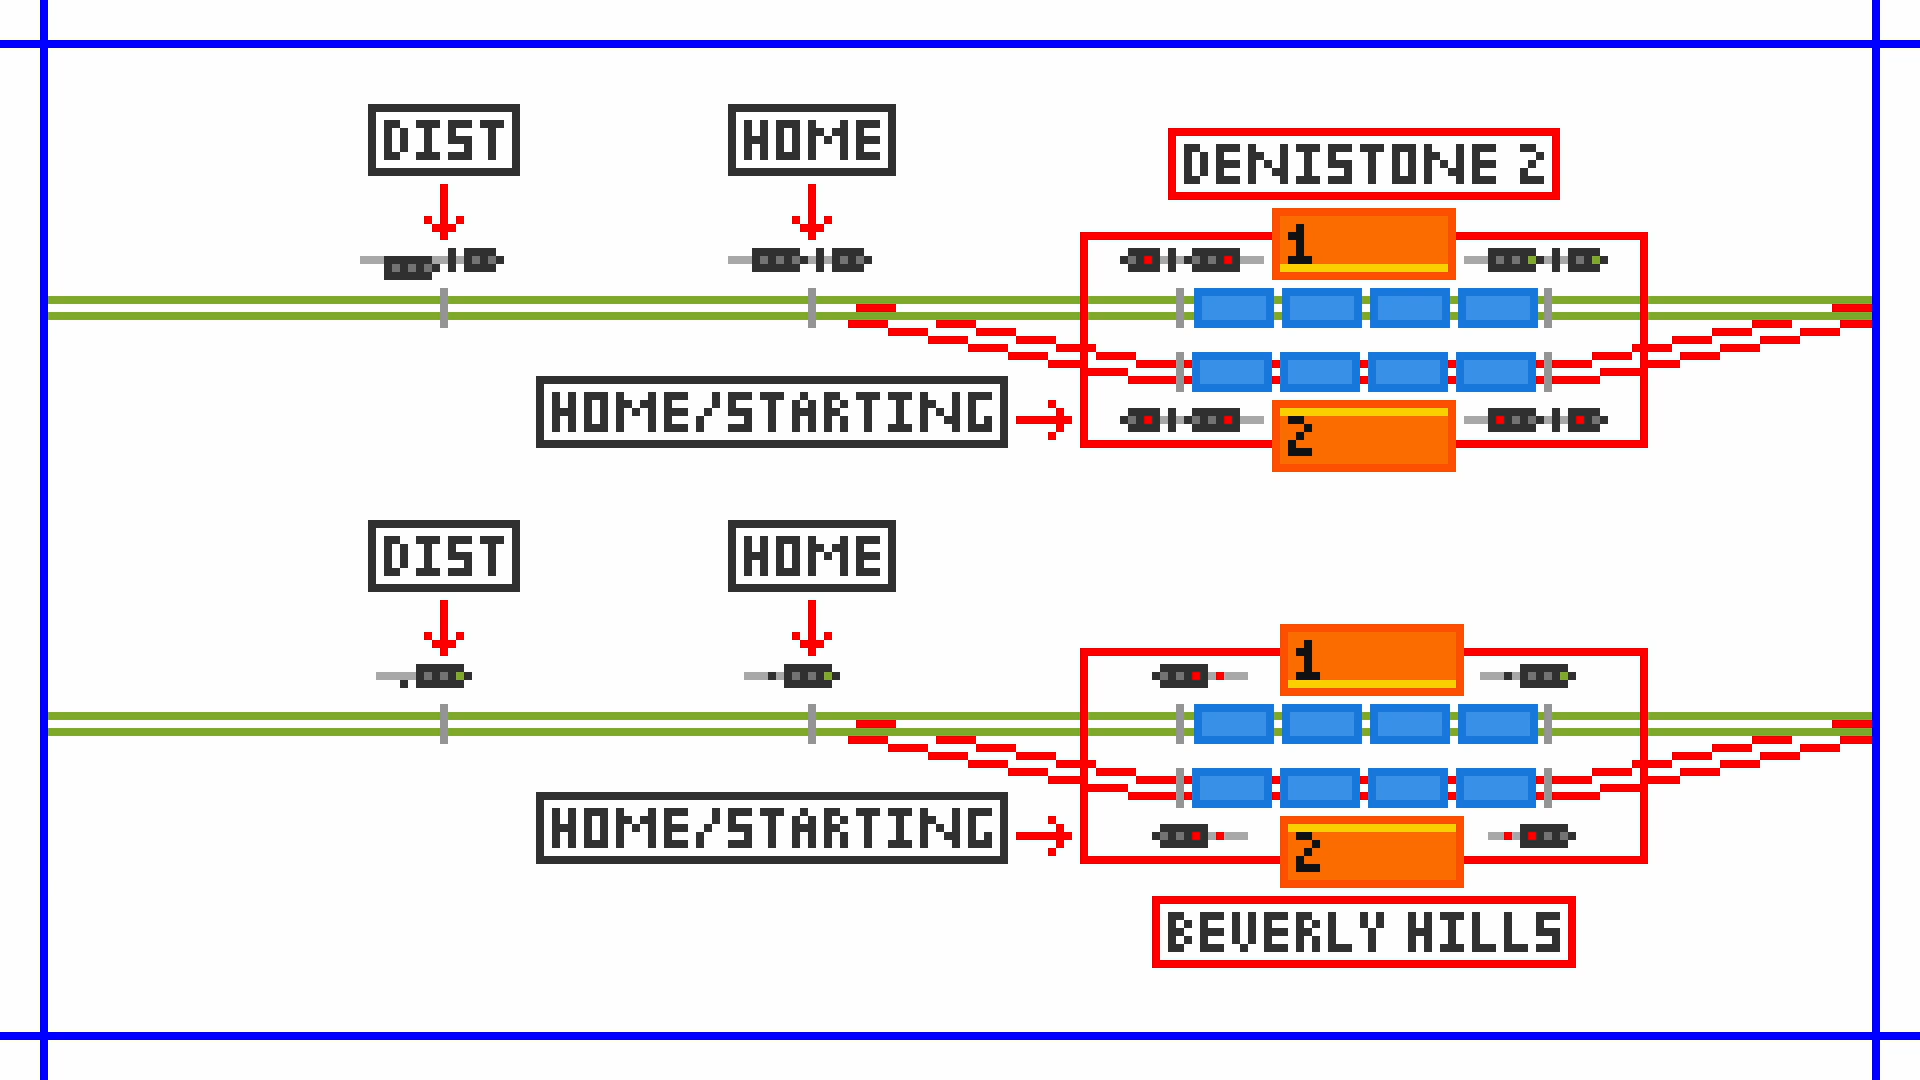 DIST
HOME
DENISTONE 2
1
HOME/STARTING
2
DIST
HOME
1
HOME/STARTING
2
BEVERLY HILLS